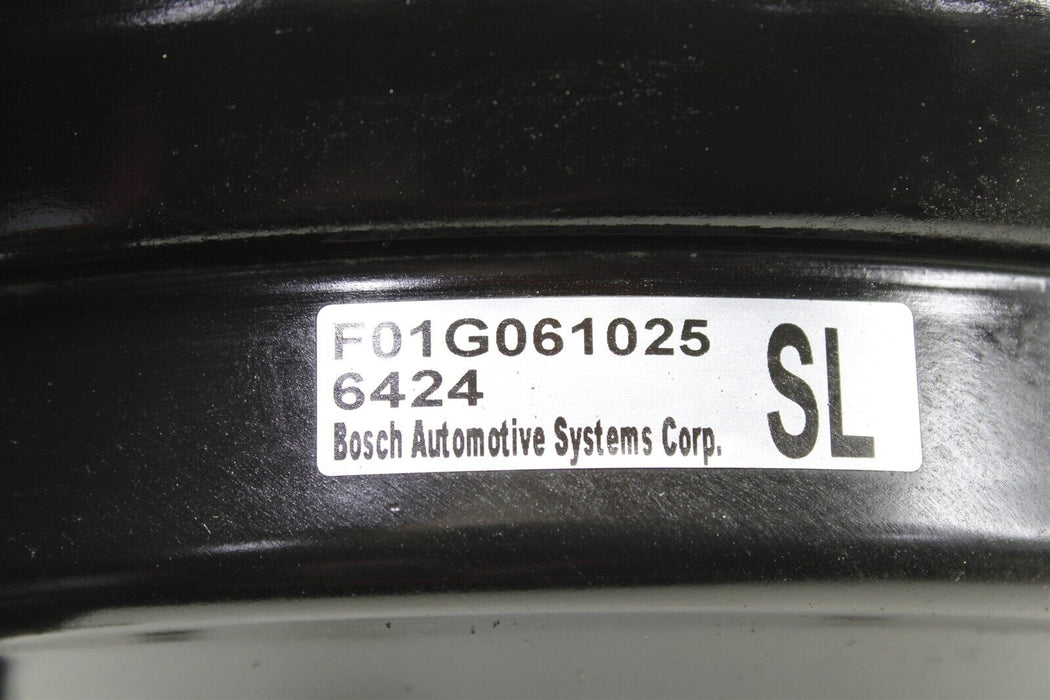 F01G061025
6424
Bosch Automotive Systems Corp.
SL